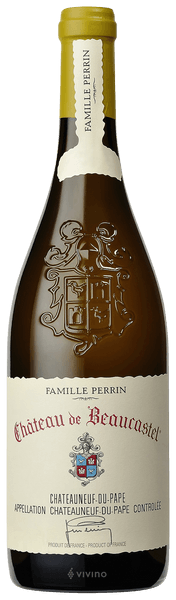 FAMILLE PERRIN
FAMILLE PERRIN
Château de Beaucastel
CHATEAUNEUF-DU-PAPE
APPELLATION CHATEAUNEUF-DU-PAPE CONTRÔLÉE
PRODUIT DE FRANCE - PRODUCT OF FRANCE
vivino